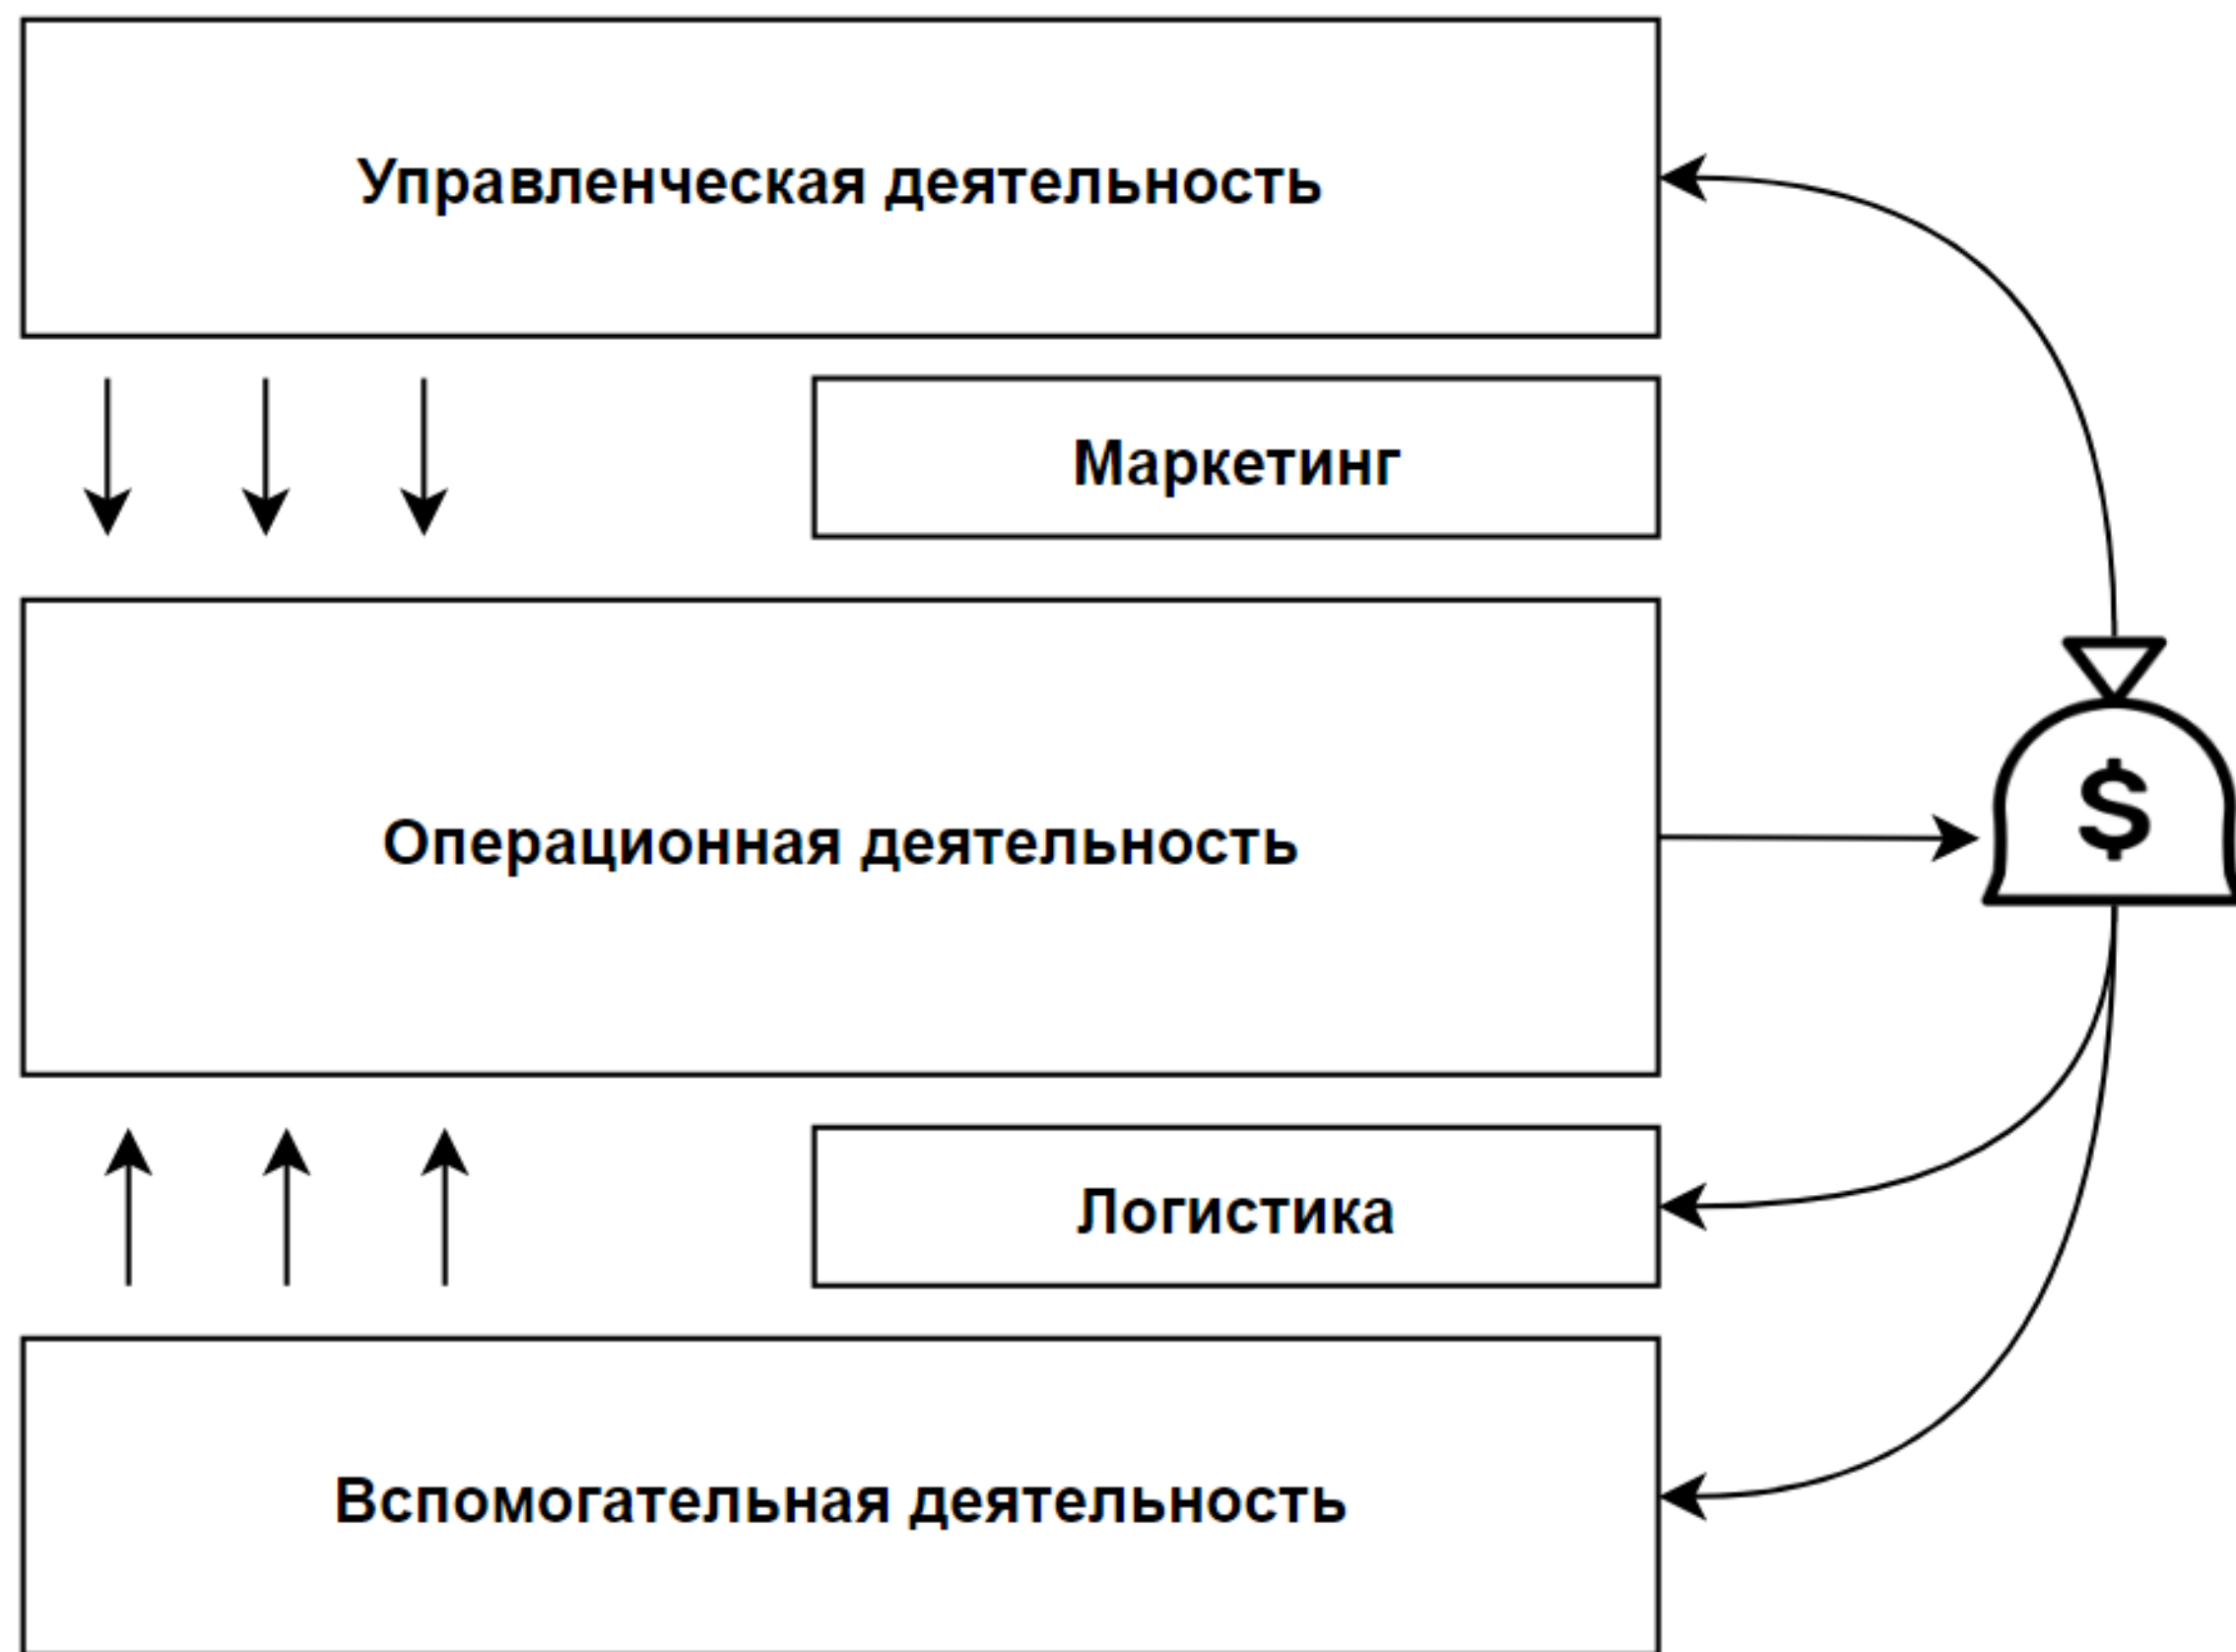 Управленческая деятельность
Маркетинг
Операционная деятельность
$
Логистика
Вспомогательная деятельность